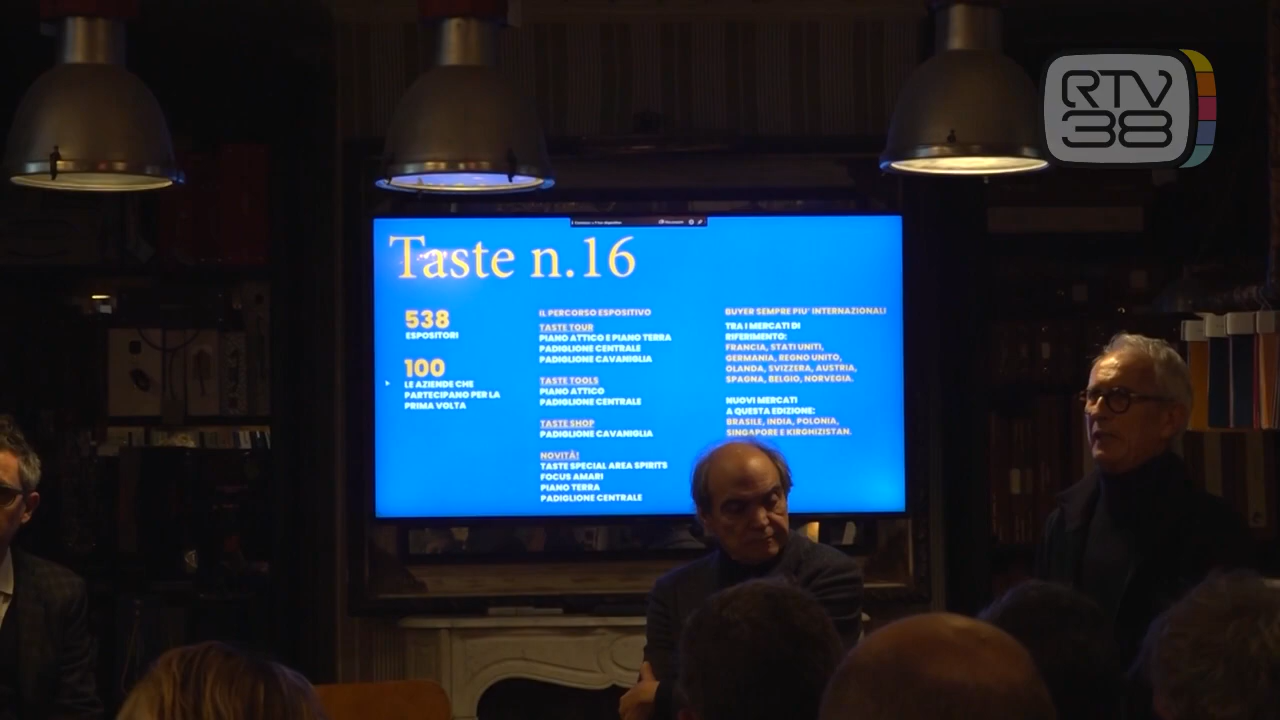 RTV
38
Taste n.16
538
ESPOSITORI
100
LE AZIENDE CHE
PARTECIPANO PER LA
PRIMA VOLTA
IL PERCORSO ESPOSITIVO
TASTE TOUR
PIANO ATTICO E PIANO TERRA
PADIGLIONE CENTRALE
PADIGLIONE CAVANIGLIA
TASTE TOOLS
PIANO ATTICO
PADIGLIONE CENTRALE
TASTE SHOP
PADIGLIONE CAVANIGLIA
NOVITÀ!
TASTE SPECIAL AREA SPIRITS
FOCUS AMARI
PIANO TERRA
PADIGLIONE CENTRALE
BUYER SEMPRE PIU' INTERNAZIONALI
TRA I MERCATI DI
RIFERIMENTO:
FRANCIA, STATI UNITI,
GERMANIA, REGNO UNITO,
OLANDA, SVIZZERA, AUSTRIA,
SPAGNA, BELGIO, NORVEGIA.
NUOVI MERCATI
A QUESTA EDIZIONE:
BRASILE, INDIA, POLONIA,
SINGAPORE E KIRGHIZISTAN.